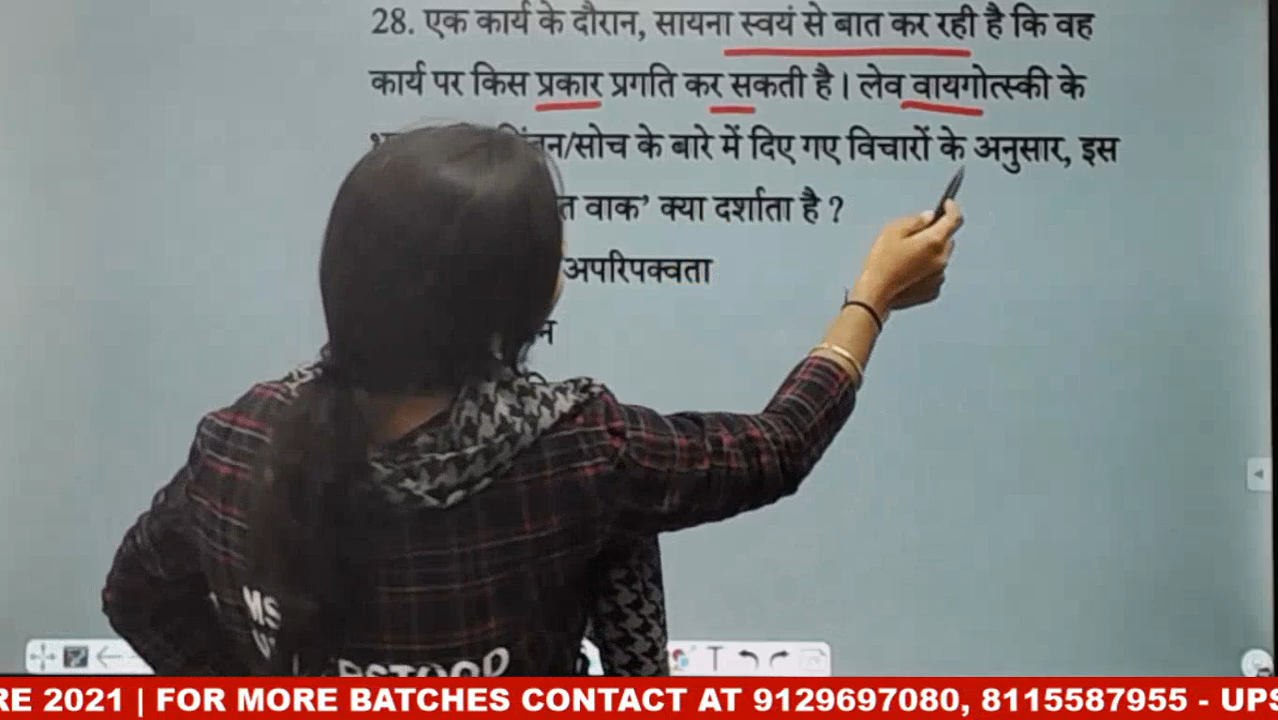 28. एक कार्य के दौरान, सायना स्वयं से बात कर रही है कि वह
कार्य पर किस प्रकार प्रगति कर सकती है। लेव वायगोत्स्की के
/सोच के बारे में दिए गए विचारों के अनुसार, इस
वाक’ क्या दर्शाता है ?
अपरिपक्वता
T
RE 2021 | FOR MORE BATCHES CONTACT AT 9129697080, 8115587955 - UPS